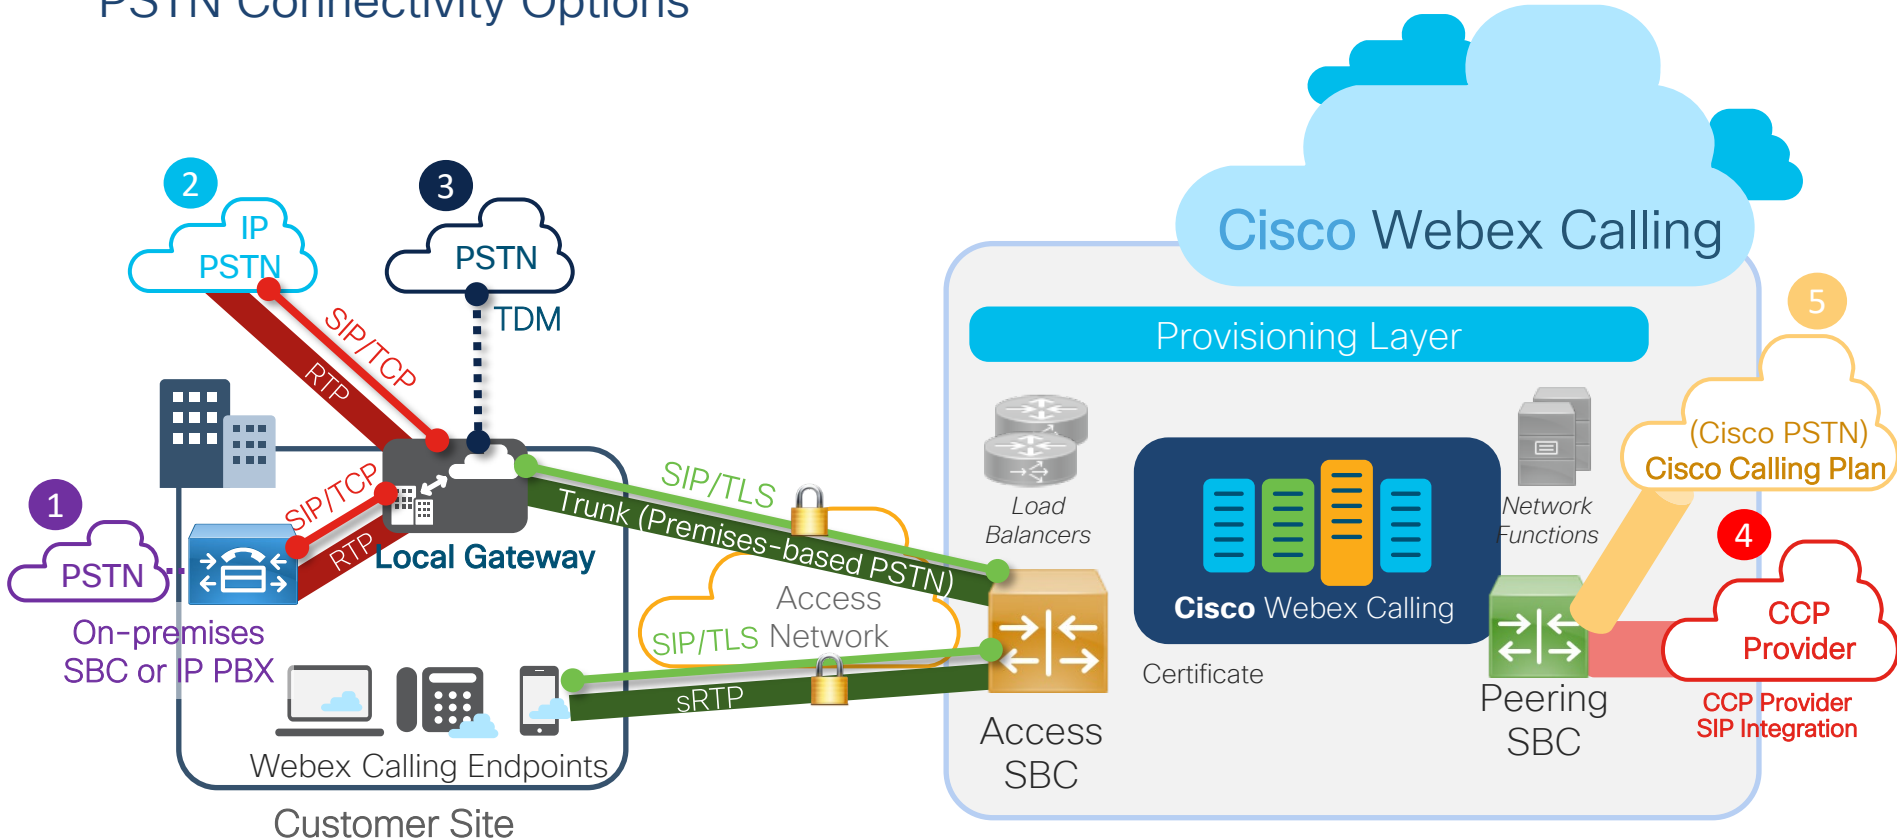 PSTN Connectivity Options
2
3
IP
PSTN
PSTN
TDM
SIP/TCP
RTP
Cisco Webex Calling
Provisioning Layer
5
(Cisco PSTN)
Cisco Calling Plan
1
PSTN
SIP/TCP
RTP
Local Gateway
SIP/TLS
Trunk (Premises-based PSTN)
Load
Balancers
Network
Functions
4
On-premises
SBC or IP PBX
Access
Network
SIP/TLS
sRTP
Cisco Webex Calling
Certificate
CCP
Provider
CCP Provider
SIP Integration
Peering
SBC
Access
SBC
Webex Calling Endpoints
Customer Site